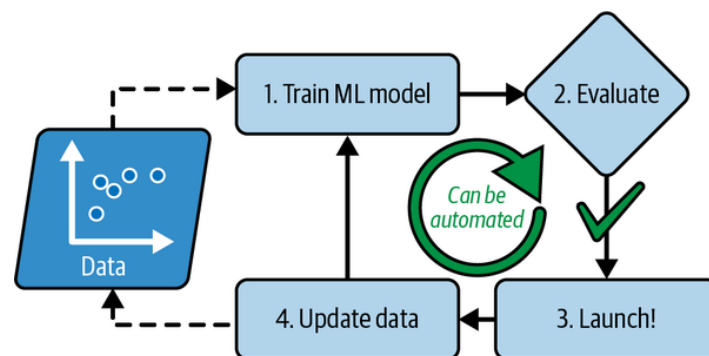 1. Train ML model
2. Evaluate
Can be
automated
Data
4. Update data
3. Launch!